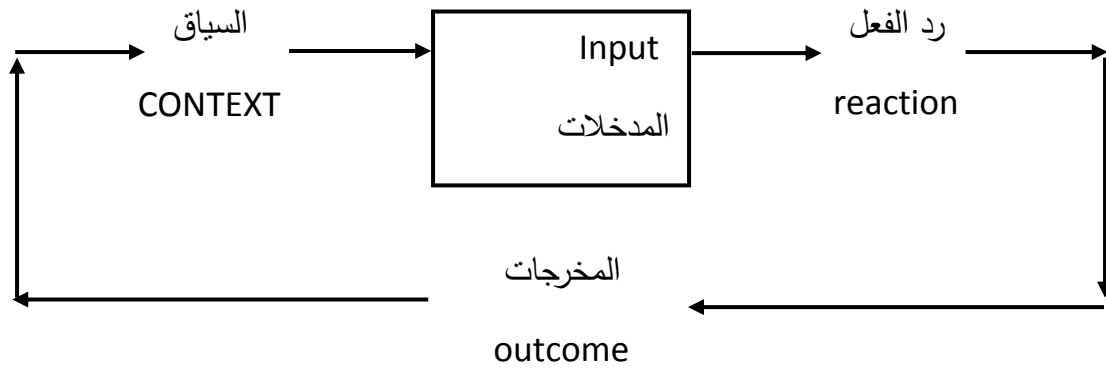 السياق
CONTEXT
Input
المدخلات
رد الفعل
reaction
المخرجات
outcome